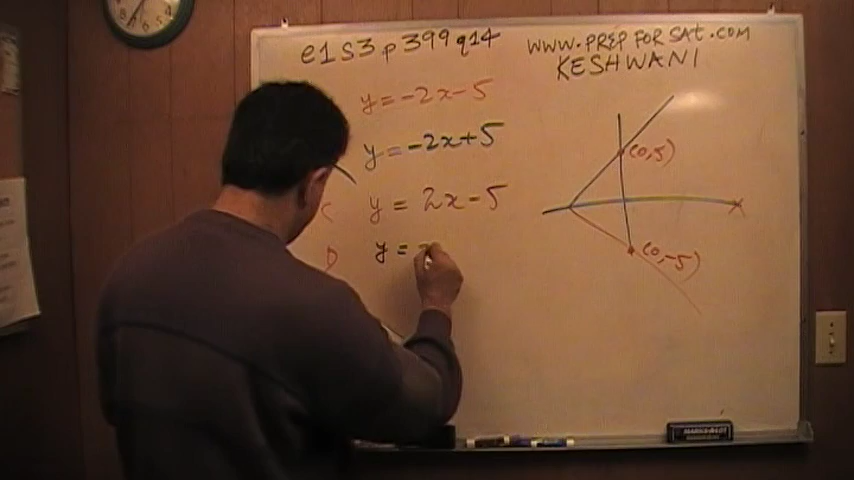 e1s3p399q14
WWW.PREPFORSAT.COM
KESHWANI
y = -2x - 5
y = -2x + 5
C y = 2x - 5
D y =
(0,5)
x
(0,-5)